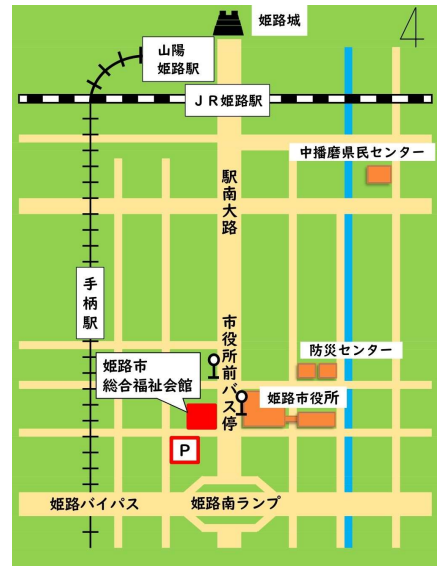 姫路城
山陽
姫路駅
JR姫路駅
中播磨県民センター
駅南大路
手柄駅
市役所前バス停
防災センター
姫路市
総合福祉会館
姫路市役所
P
姫路バイパス
姫路南ランプ